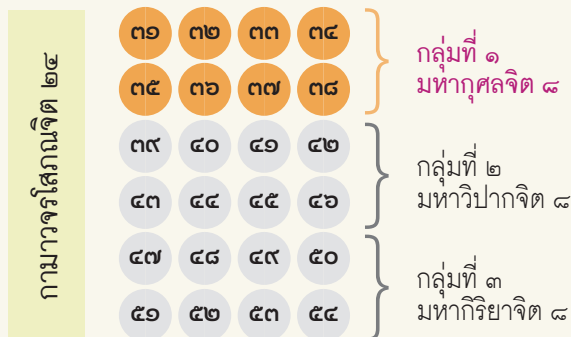 กามาวจรโสภณจิต ๒๔
๓๑ ๓๒ ๓๓ ๓๔
๓๕ ๓๖ ๓๗ ๓๘
กลุ่มที่ ๑
มหากุศลจิต ๘
๓๙ ๔๐ ๔๑ ๔๒
๔๓ ๔๔ ๔๕ ๔๖
กลุ่มที่ ๒
มหาวิปากจิต ๘
๔๗ ๔๘ ๔๙ ๕๐
๕๑ ๕๒ ๕๓ ๕๔
กลุ่มที่ ๓
มหากิริยาจิต ๘